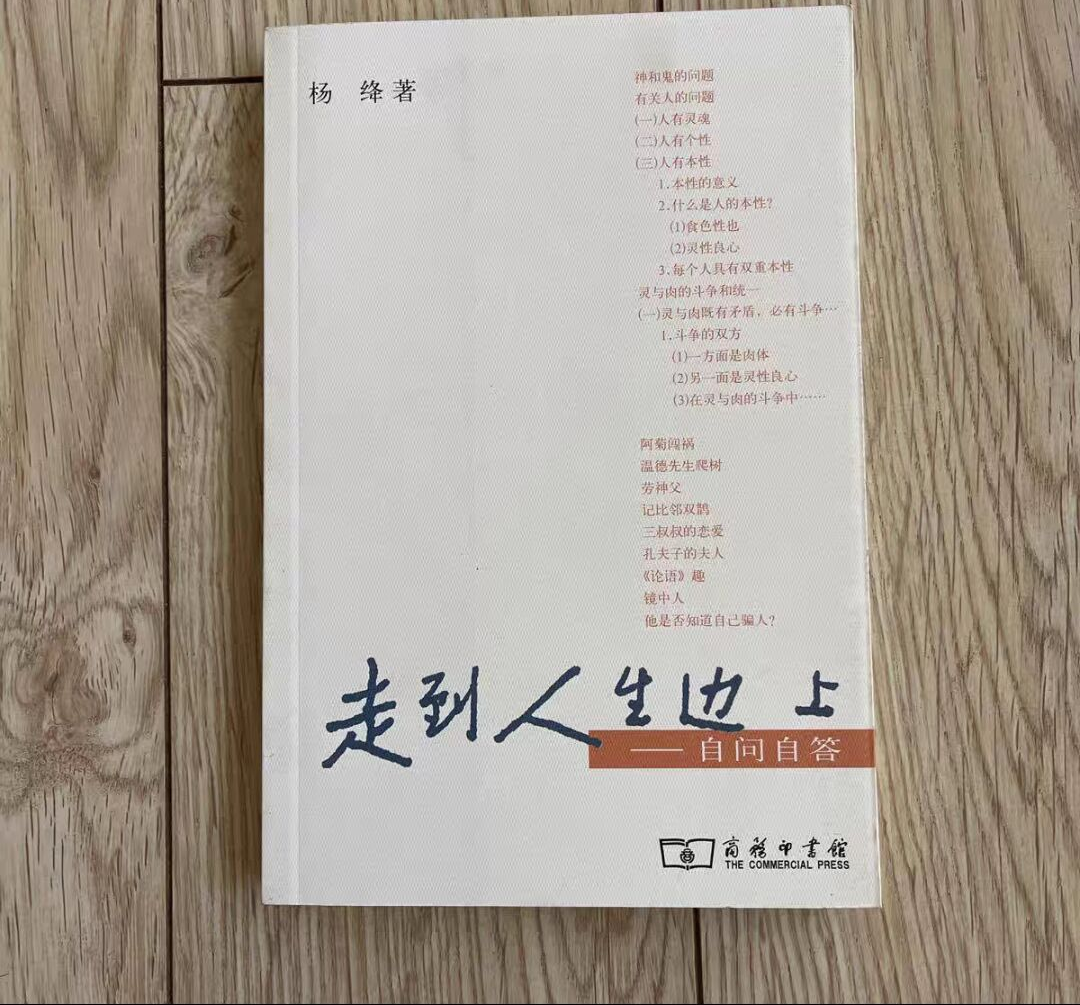 杨 绛著
神和鬼的问题
有关人的问题
(一)人有灵魂
(二)人有个性
(三)人有本性
1.本性的意义
2.什么是人的本性?
(1)食色性也
(2)灵性良心
3.每个人具有双重本性
灵与肉的斗争和统一
(一)灵与肉既有矛盾，必有斗争…
1.斗争的双方
(1)一方面是肉体
(2)另一面是灵性良心
(3)在灵与肉的斗争中……
阿菊闯祸
温德先生爬树
劳神父
记比邻双鹊
三叔叔的恋爱
孔夫子的夫人
《论语》趣
镜中人
他是否知道自己骗人?
走到人生边上
——自问自答
商務印書館
THE COMMERCIAL PRESS